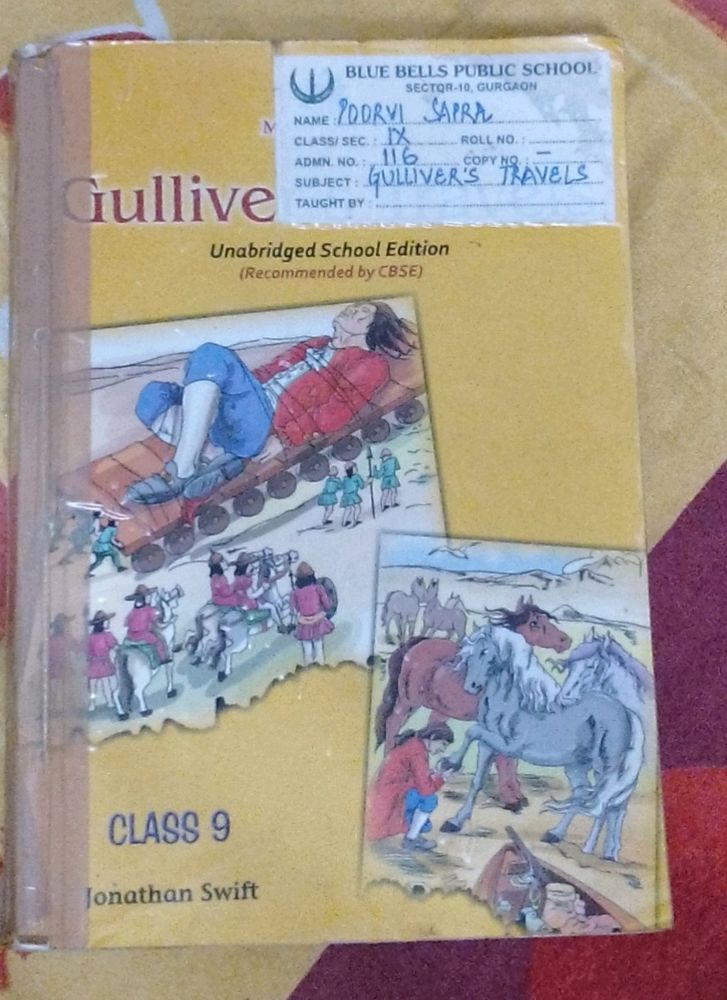 BLUE BELLS PUBLIC SCHOOL
SECTOR-10, GURGAON
NAME : POORVI SAPRA
CLASS/ SEC. : IX ROLL NO. :
ADMN. NO. : 116 COPY NO. : –
SUBJECT : GULLIVER'S TRAVELS
TAUGHT BY :
M
Gullive
Unabridged School Edition
(Recommended by CBSE)
CLASS 9
Jonathan Swift